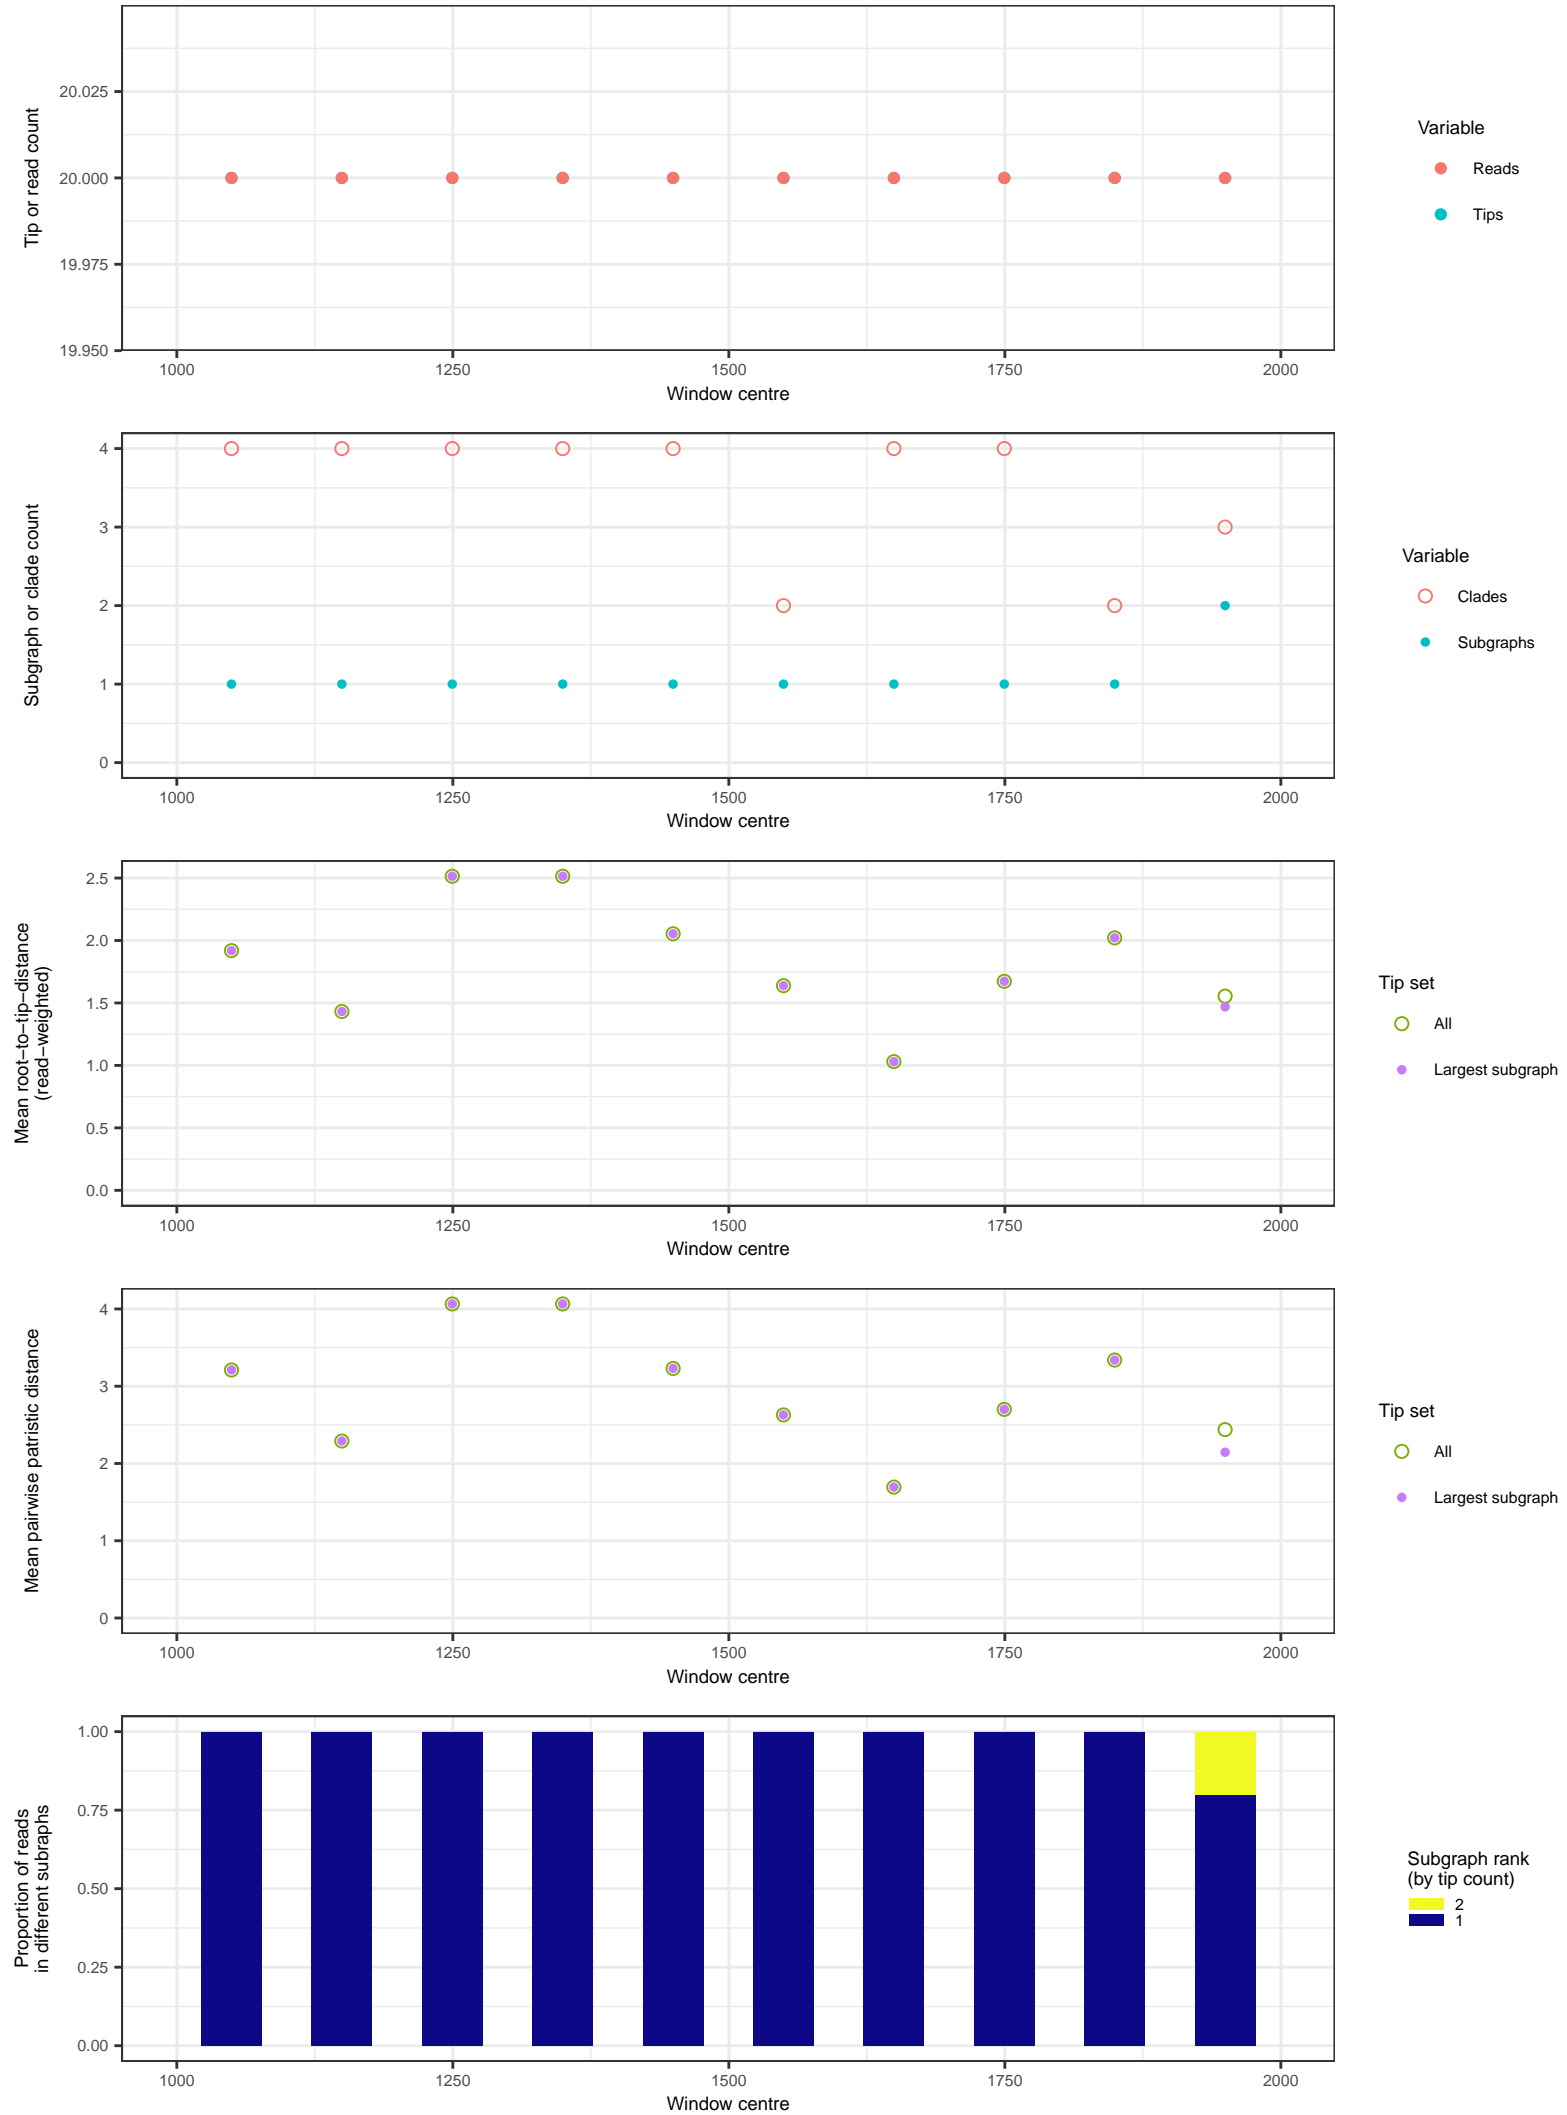 Tip or read count
20.025
20.000
19.975
19.950
1000 1250 1500 1750 2000
Window centre
Variable
Reads
Tips
Subgraph or clade count
4
3
2
1
0
1000 1250 1500 1750 2000
Window centre
Variable
Clades
Subgraphs
Mean root−to−tip−distance
(read−weighted)
2.5
2.0
1.5
1.0
0.5
0.0
1000 1250 1500 1750 2000
Window centre
Tip set
All
Largest subgraph
Mean pairwise patristic distance
4
3
2
1
0
1000 1250 1500 1750 2000
Window centre
Tip set
All
Largest subgraph
Proportion of reads
in different subraphs
1.00
0.75
0.50
0.25
0.00
1000 1250 1500 1750 2000
Window centre
Subgraph rank
(by tip count)
2
1